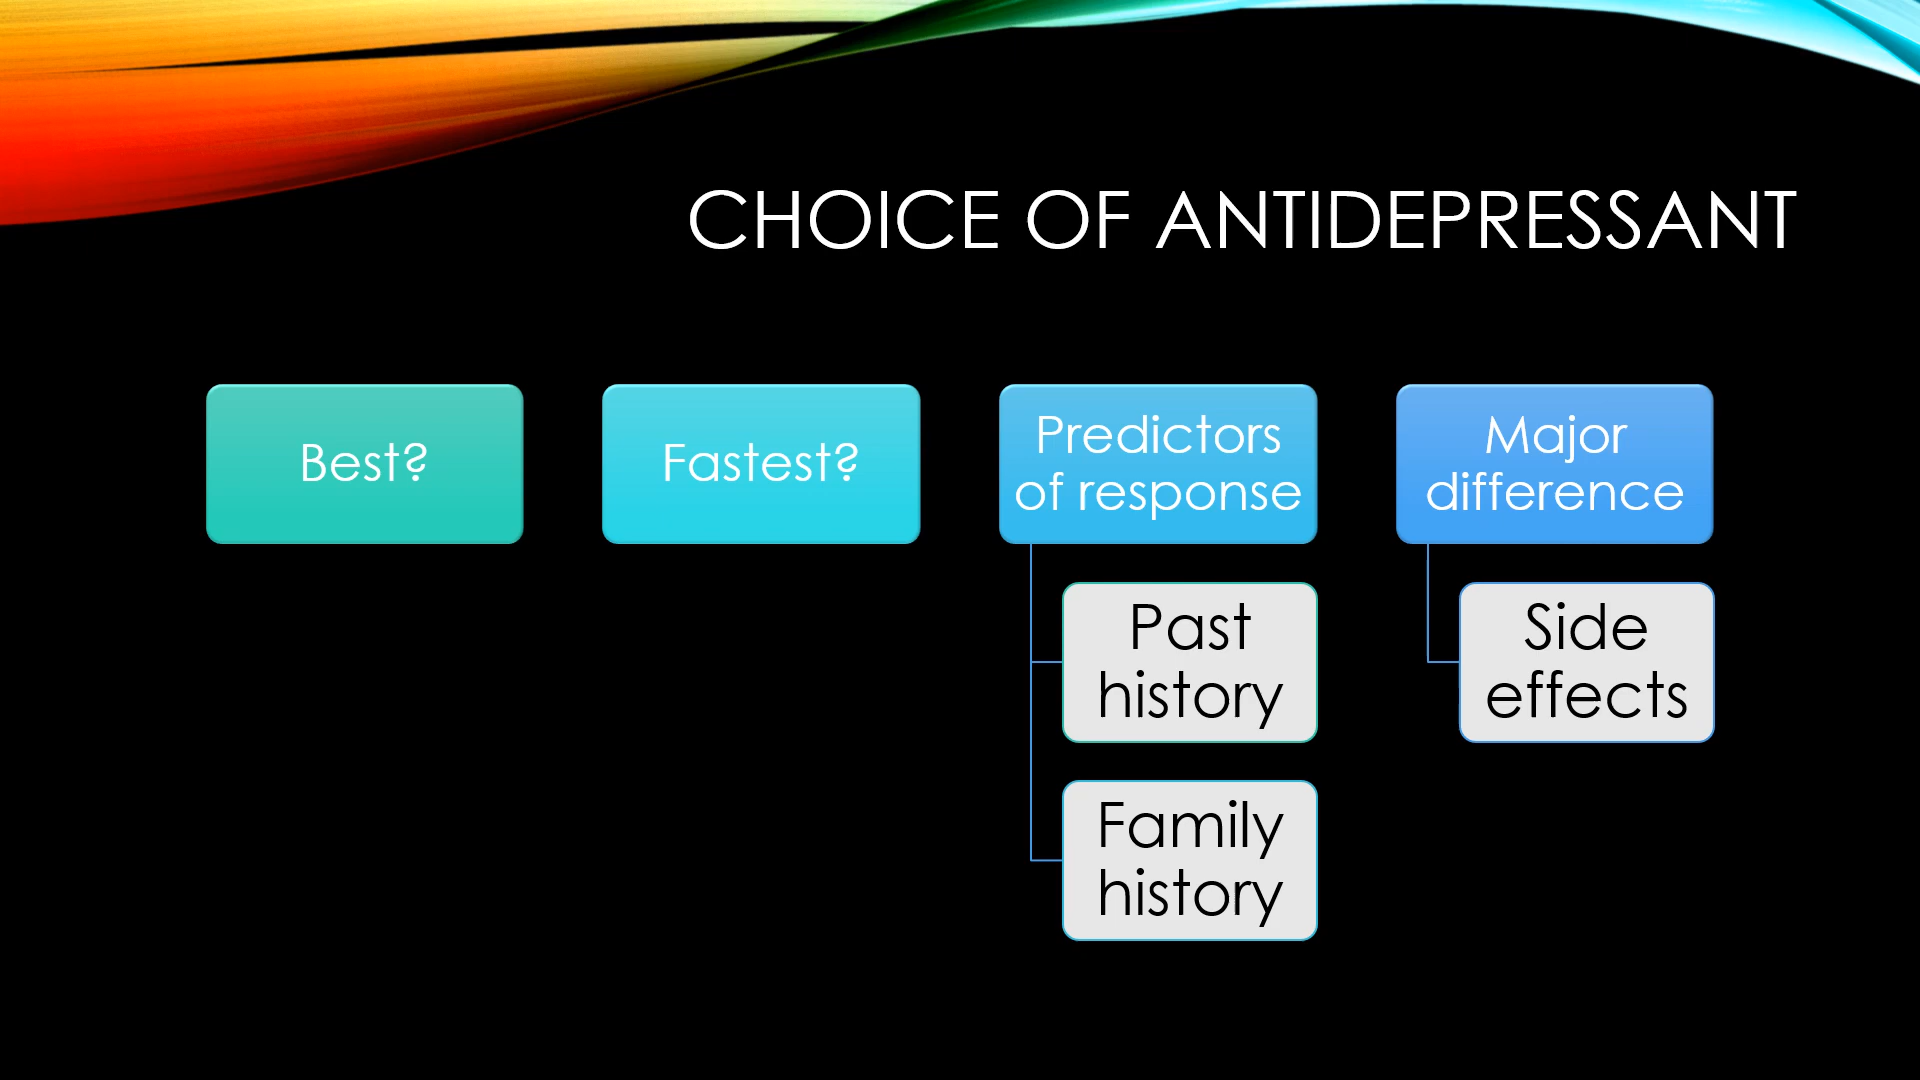 CHOICE OF ANTIDEPRESSANT
Best?
Fastest?
Predictors
of response
Past
history
Family
history
Major
difference
Side
effects